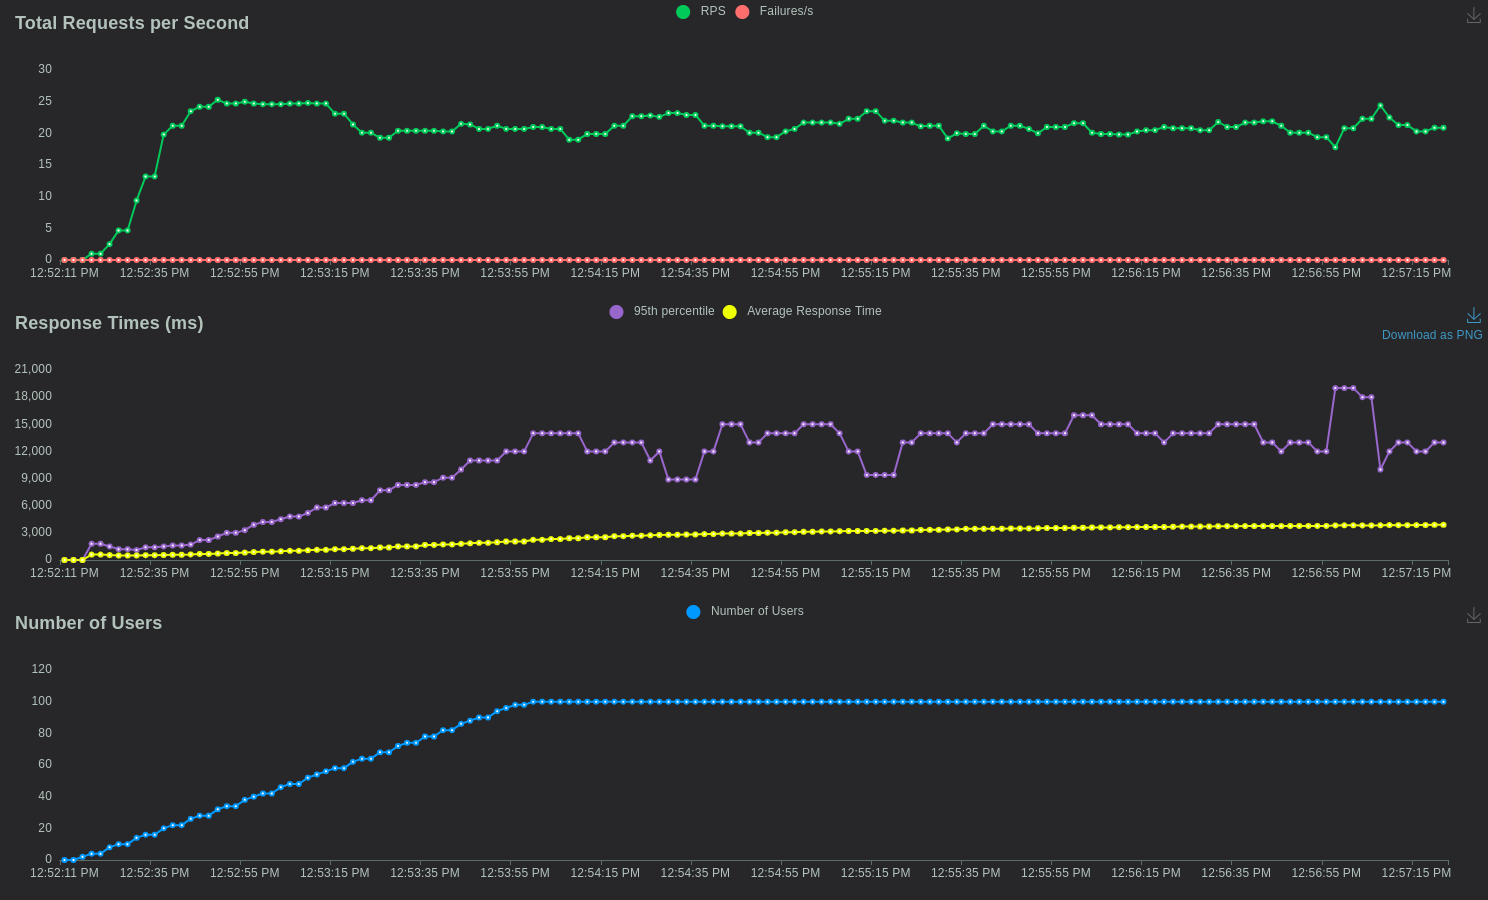 Total Requests per Second
RPS Failures/s
30
25
20
15
10
5
0
12:52:11 PM 12:52:35 PM 12:52:55 PM 12:53:15 PM 12:53:35 PM 12:53:55 PM 12:54:15 PM 12:54:35 PM 12:54:55 PM 12:55:15 PM 12:55:35 PM 12:55:55 PM 12:56:15 PM 12:56:35 PM 12:56:55 PM 12:57:15 PM
Response Times (ms)
95th percentile Average Response Time
Download as PNG
21,000
18,000
15,000
12,000
9,000
6,000
3,000
0
12:52:11 PM 12:52:35 PM 12:52:55 PM 12:53:15 PM 12:53:35 PM 12:53:55 PM 12:54:15 PM 12:54:35 PM 12:54:55 PM 12:55:15 PM 12:55:35 PM 12:55:55 PM 12:56:15 PM 12:56:35 PM 12:56:55 PM 12:57:15 PM
Number of Users
Number of Users
120
100
80
60
40
20
0
12:52:11 PM 12:52:35 PM 12:52:55 PM 12:53:15 PM 12:53:35 PM 12:53:55 PM 12:54:15 PM 12:54:35 PM 12:54:55 PM 12:55:15 PM 12:55:35 PM 12:55:55 PM 12:56:15 PM 12:56:35 PM 12:56:55 PM 12:57:15 PM